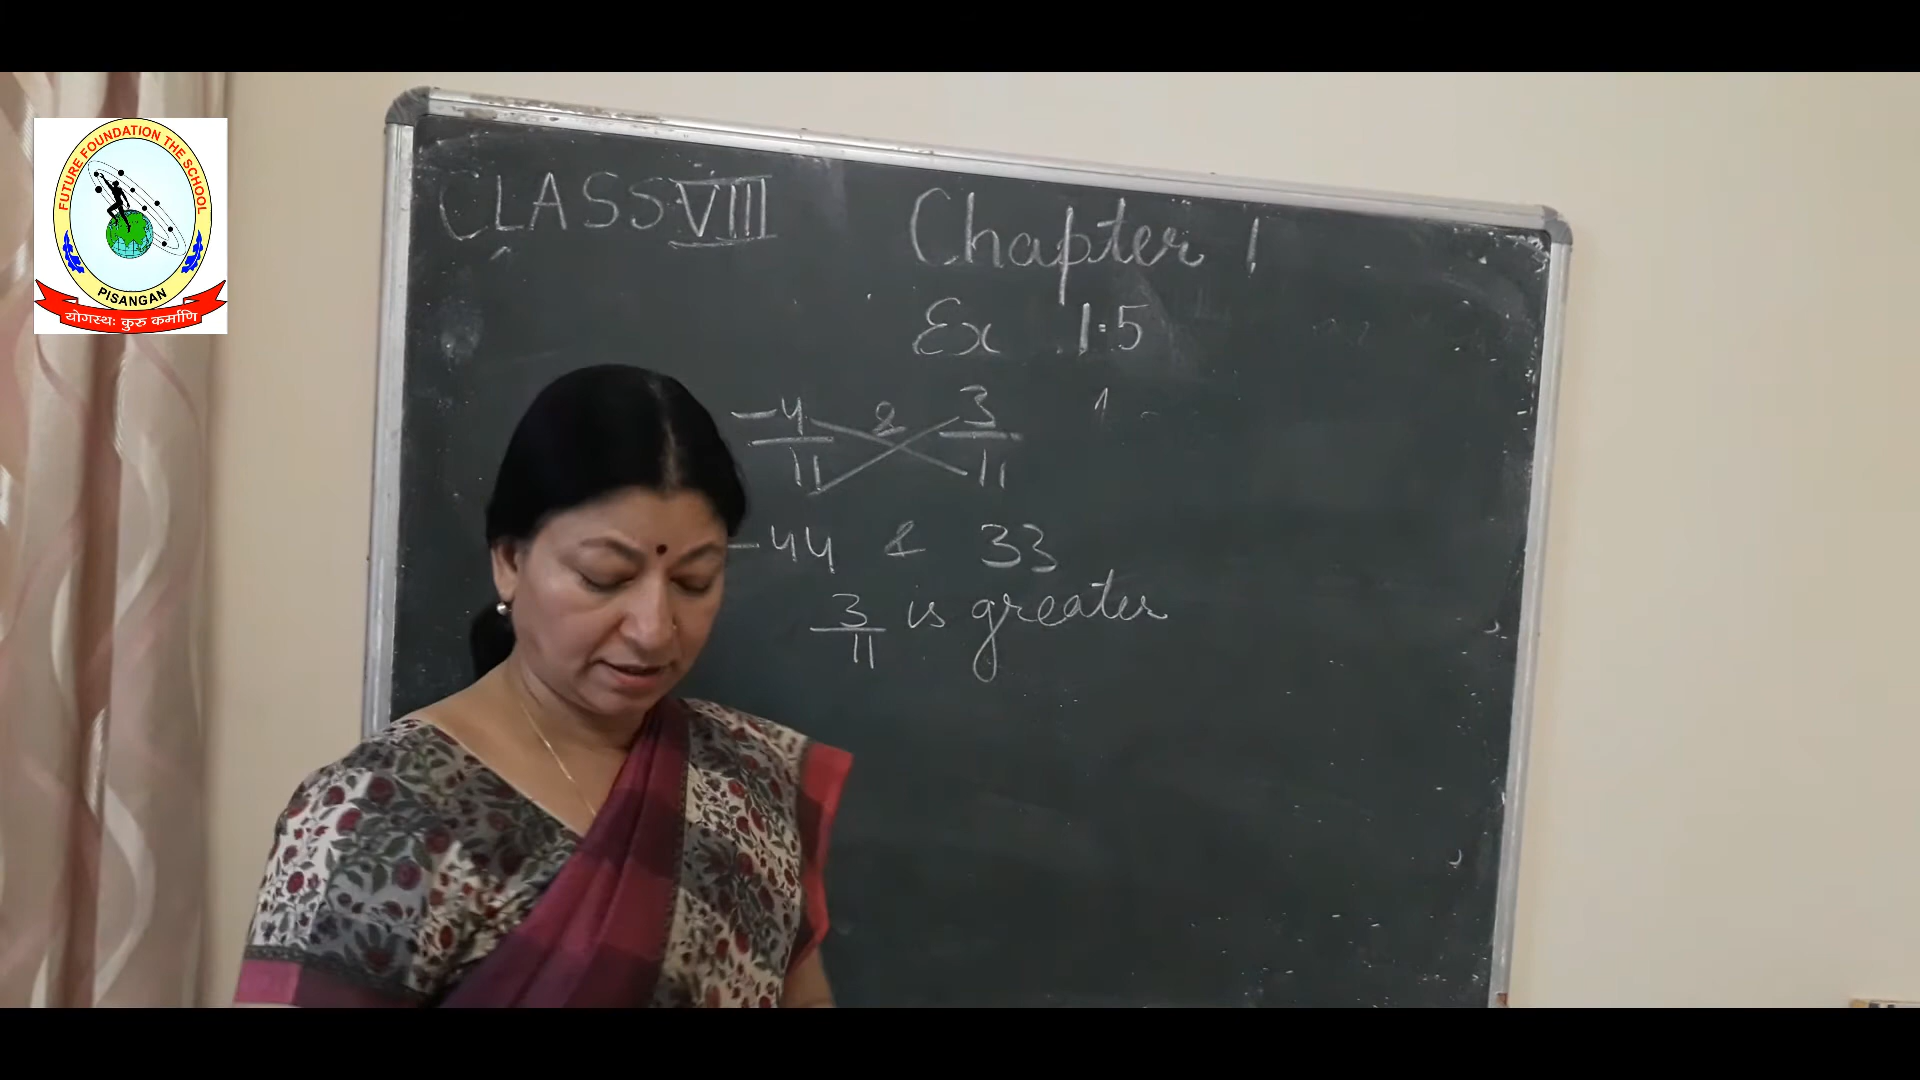 FUTURE FOUNDATION THE SCHOOL
PISANGAN
योगस्थः कुरु कर्माणि
CLASS VIII
Chapter 1
Ex 1.5
-4/11 & 3/11
-44 & 33
3/11 is greater